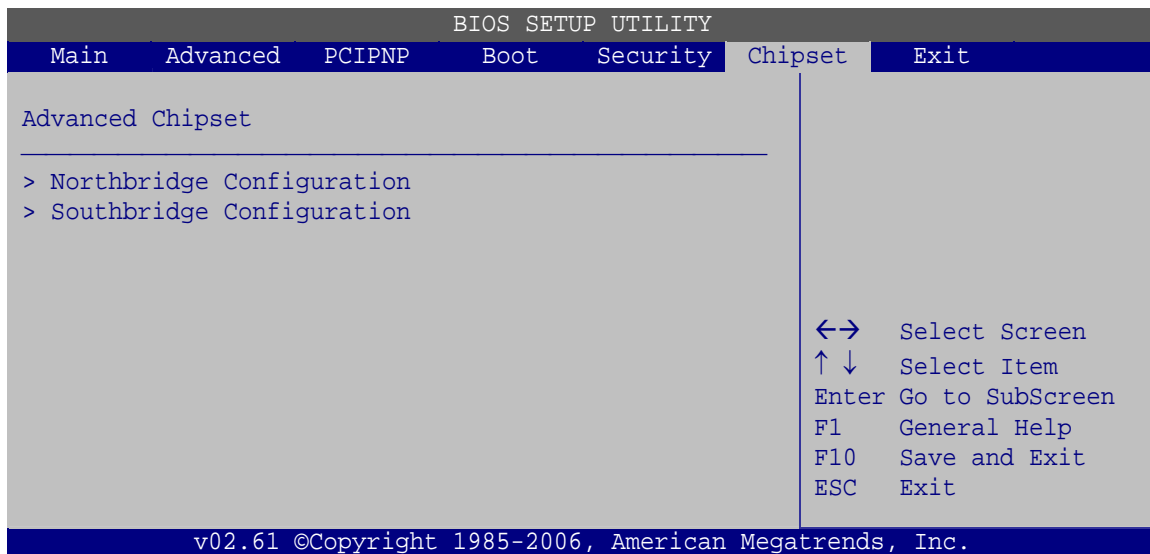 BIOS SETUP UTILITY
Main Advanced PCIPNP Boot Security Chipset Exit
Advanced Chipset
> Northbridge Configuration
> Southbridge Configuration
←→ Select Screen
↑ ↓ Select Item
Enter Go to SubScreen
F1 General Help
F10 Save and Exit
ESC Exit
v02.61 ©Copyright 1985-2006, American Megatrends, Inc.